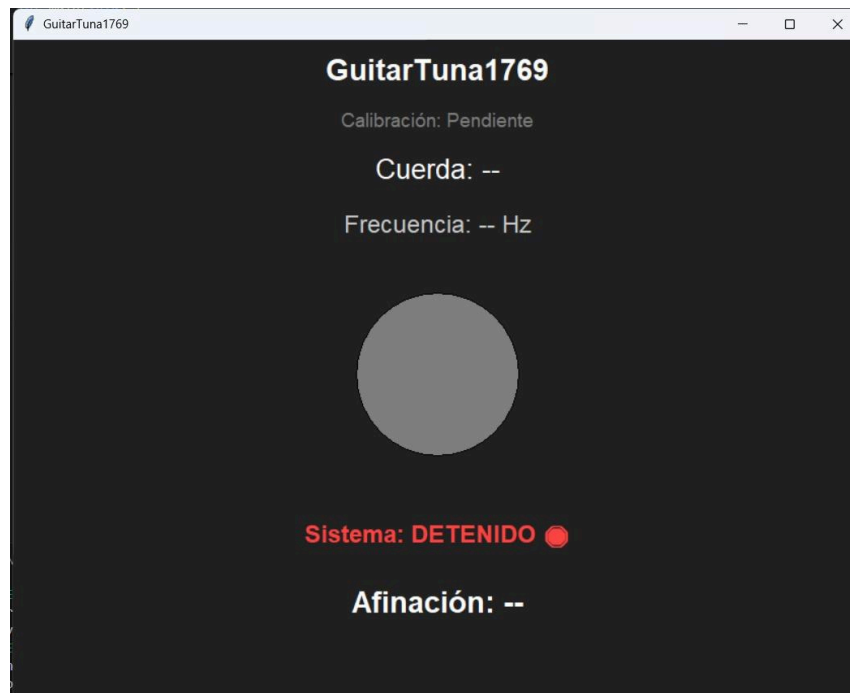 GuitarTuna1769
GuitarTuna1769
Calibración: Pendiente
Cuerda: --
Frecuencia: -- Hz
Sistema: DETENIDO
Afinación: --